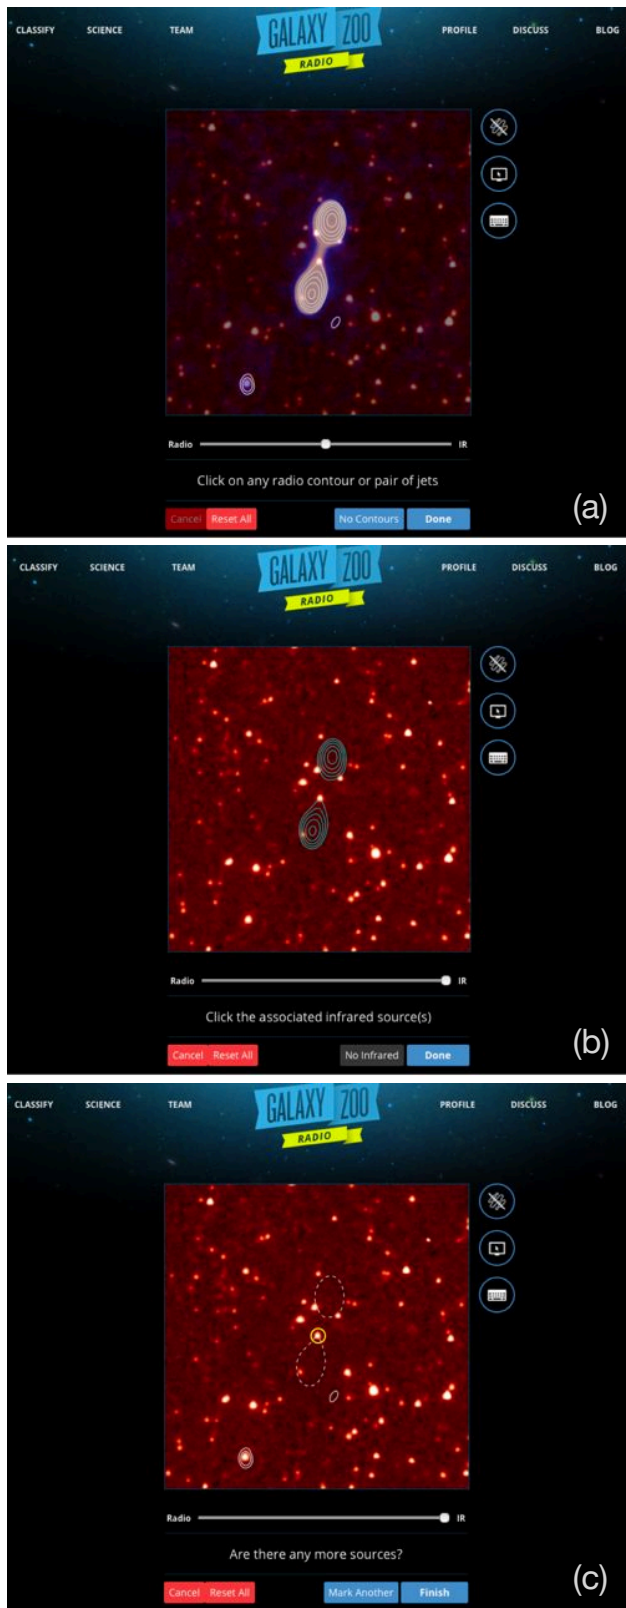 CLASSIFY SCIENCE TEAM GALAXY ZOO PROFILE DISCUSS BLOG
RADIO
Radio IR
Click on any radio contour or pair of jets
Cancel Reset All No Contours Done
(a)
CLASSIFY SCIENCE TEAM GALAXY ZOO PROFILE DISCUSS BLOG
RADIO
Radio IR
Click the associated infrared source(s)
Cancel Reset All No Infrared Done
(b)
CLASSIFY SCIENCE TEAM GALAXY ZOO PROFILE DISCUSS BLOG
RADIO
Radio IR
Are there any more sources?
Cancel Reset All Mark Another Finish
(c)